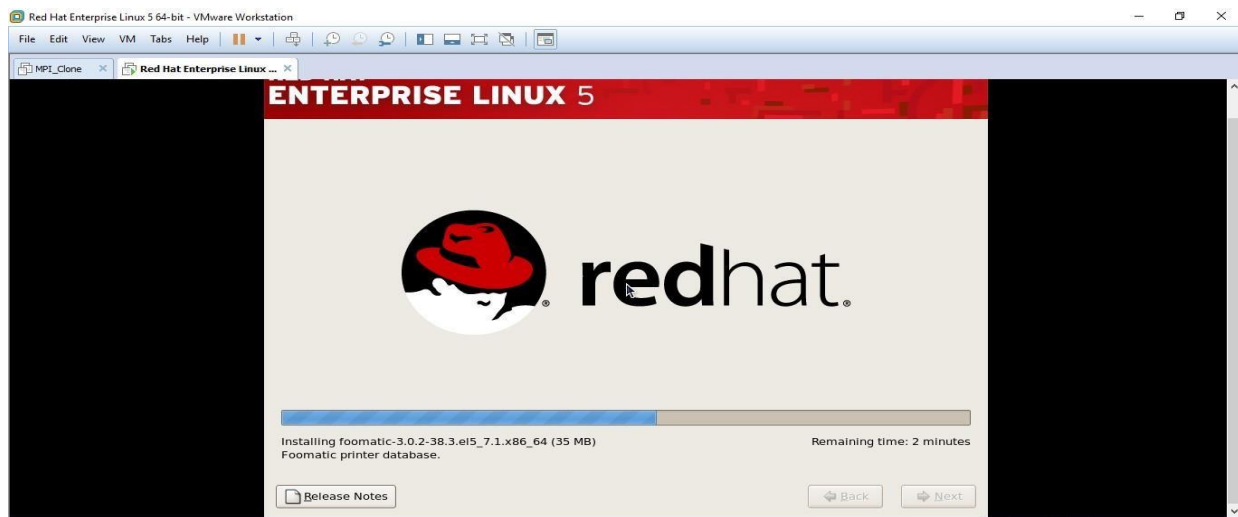 Red Hat Enterprise Linux 5 64-bit - VMware Workstation
File Edit View VM Tabs Help
MPI_Clone Red Hat Enterprise Linux ...
ENTERPRISE LINUX 5
redhat.
Installing foomatic-3.0.2-38.3.el5_7.1.x86_64 (35 MB)
Remaining time: 2 minutes
Foomatic printer database.
Release Notes
Back
Next